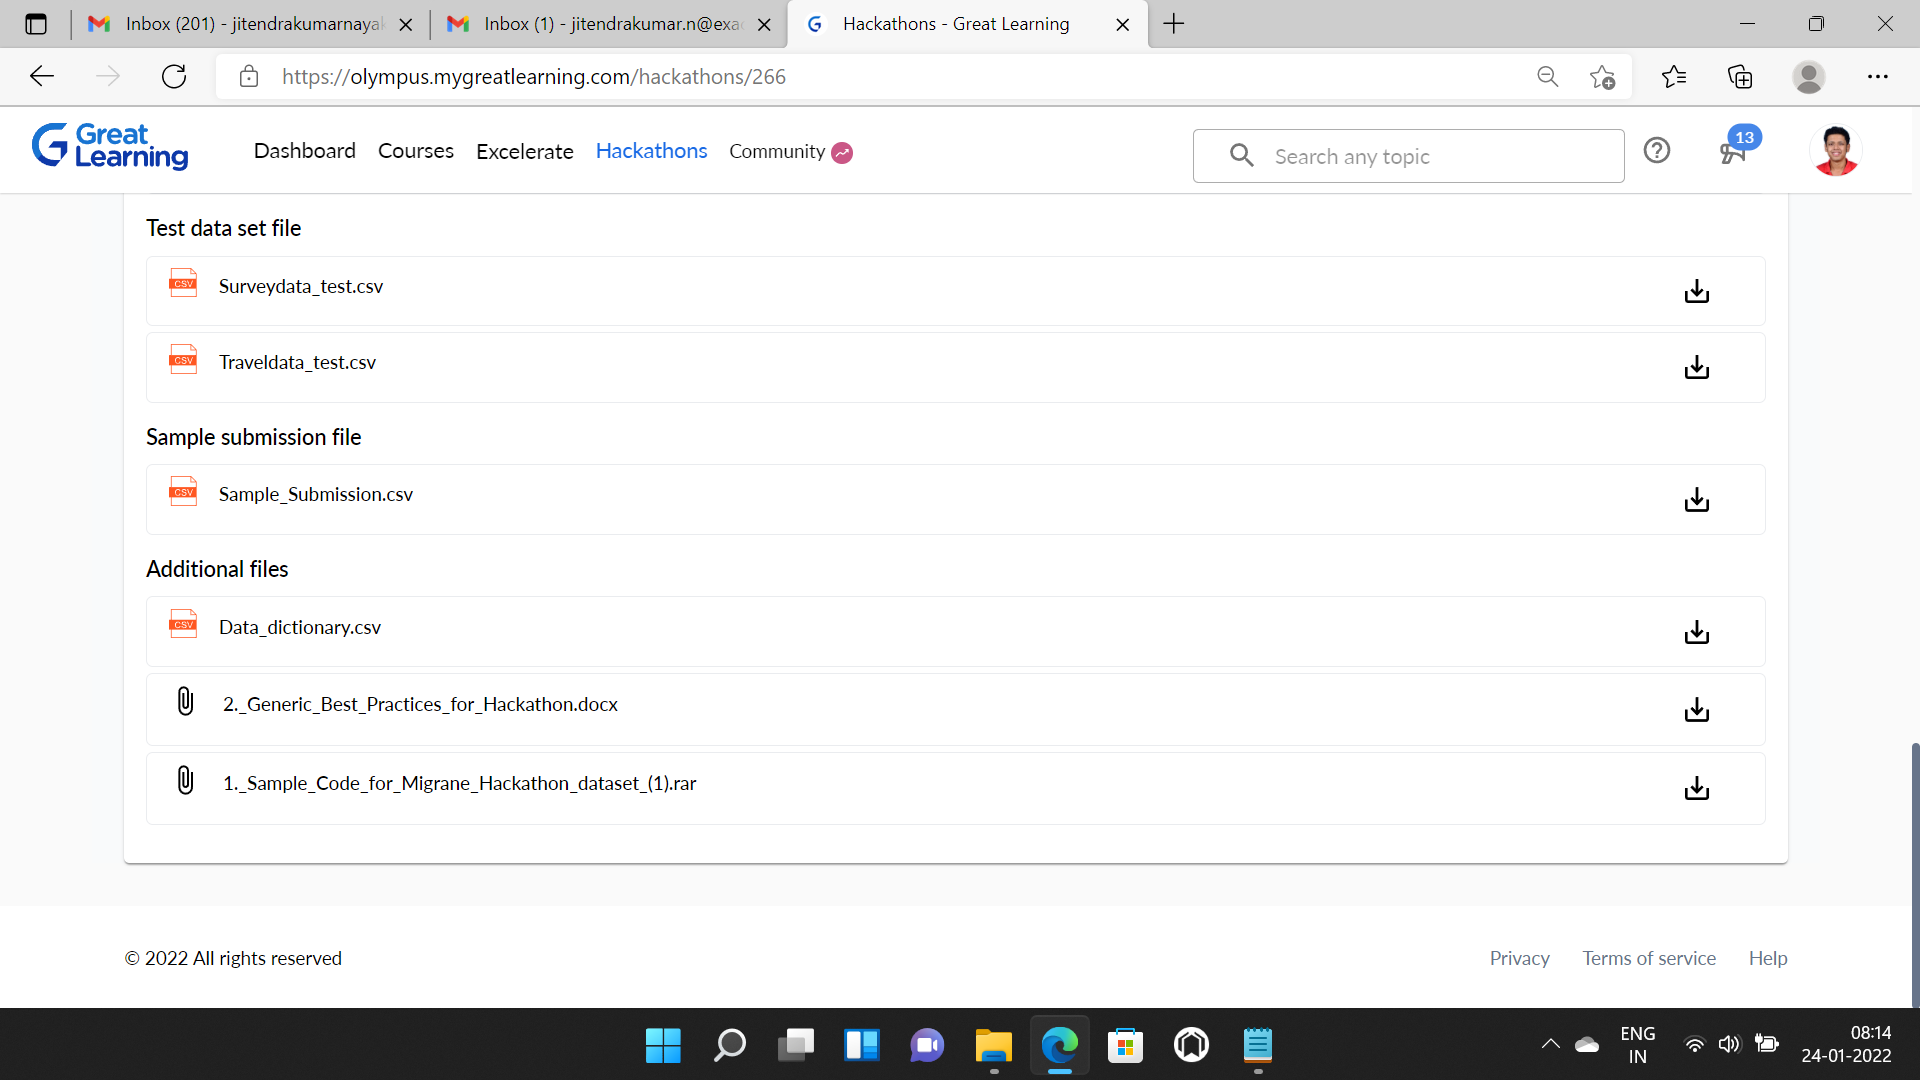 Inbox (201) - jitendrakumarnayak
Inbox (1) - jitendrakumar.n@exa
Hackathons - Great Learning
https://olympus.mygreatlearning.com/hackathons/266
Great Learning
Dashboard
Courses
Excelerate
Hackathons
Community
Search any topic
13
Test data set file
CSV Surveydata_test.csv
CSV Traveldata_test.csv
Sample submission file
CSV Sample_Submission.csv
Additional files
CSV Data_dictionary.csv
2._Generic_Best_Practices_for_Hackathon.docx
1._Sample_Code_for_Migrane_Hackathon_dataset_(1).rar
© 2022 All rights reserved
Privacy
Terms of service
Help
ENG
IN
08:14
24-01-2022